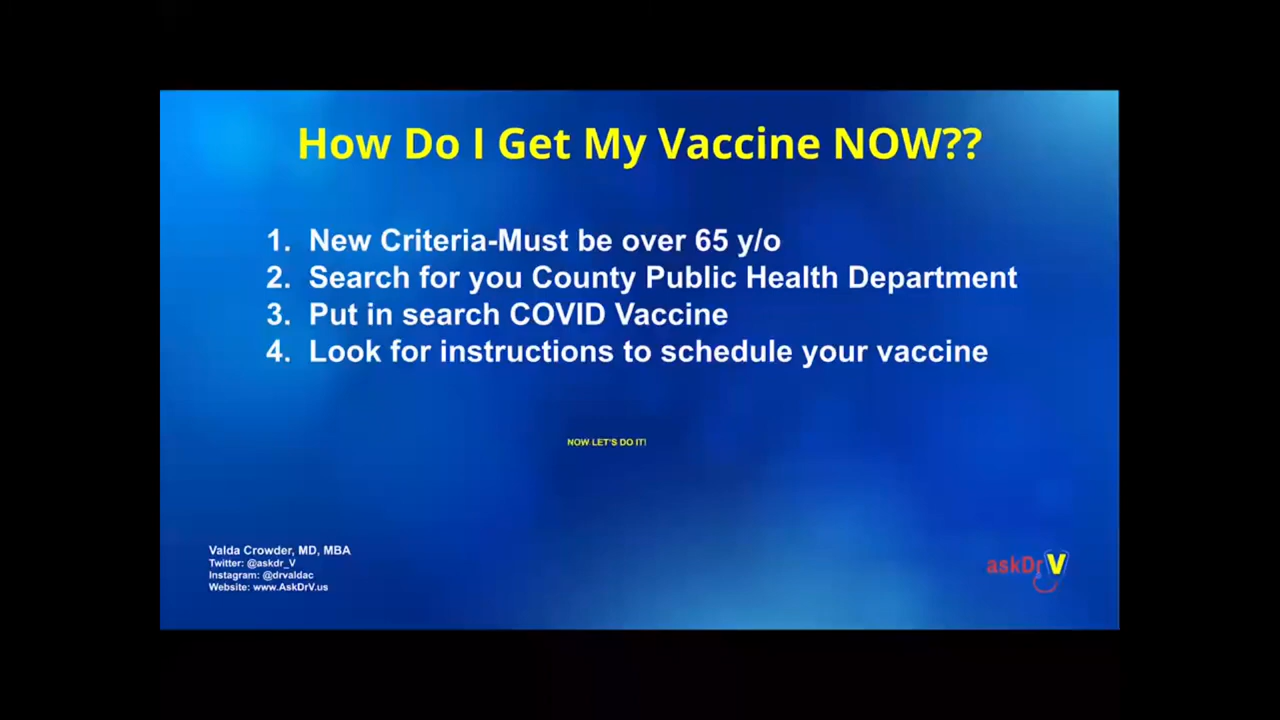 How Do I Get My Vaccine NOW??
1. New Criteria-Must be over 65 y/o
2. Search for you County Public Health Department
3. Put in search COVID Vaccine
4. Look for instructions to schedule your vaccine
NOW LET'S DO IT!
Valda Crowder, MD, MBA
Twitter: @askdr_V
Instagram: @drvaldac
Website: www.AskDrV.us
askDrV